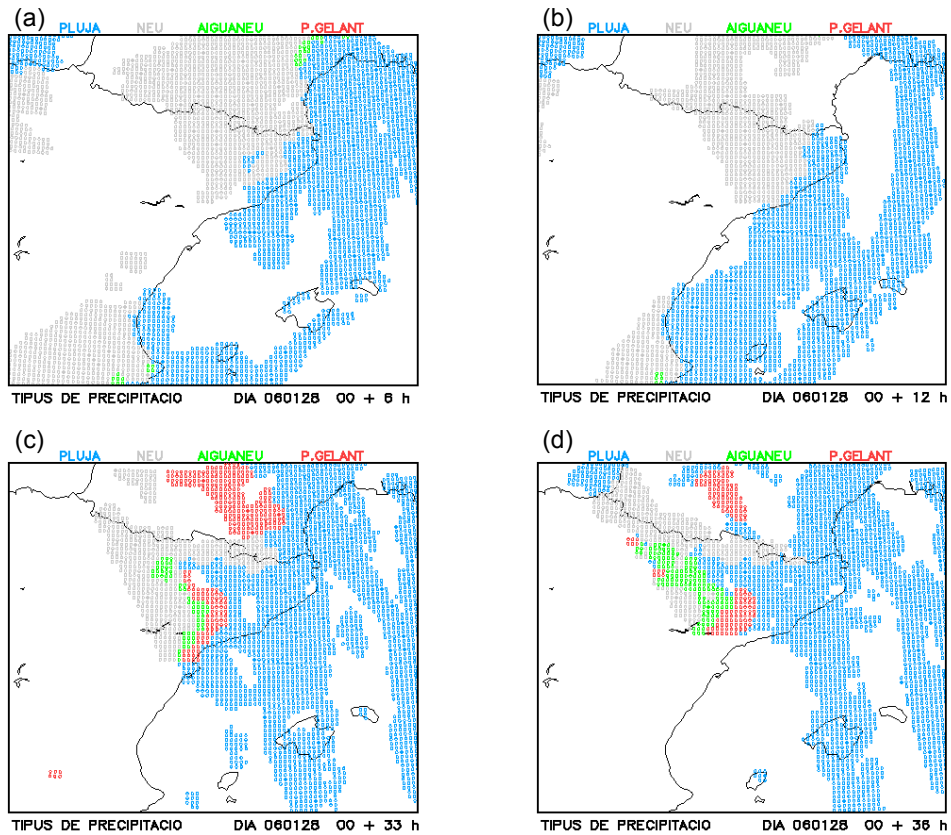 (a)
PLUJA NEU AIGUANEU P.GELANT
TIPUS DE PRECIPITACIO DIA 060128 00 + 6 h
(b)
PLUJA NEU AIGUANEU P.GELANT
TIPUS DE PRECIPITACIO DIA 060128 00 + 12 h
(c)
PLUJA NEU AIGUANEU P.GELANT
TIPUS DE PRECIPITACIO DIA 060128 00 + 33 h
(d)
PLUJA NEU AIGUANEU P.GELANT
TIPUS DE PRECIPITACIO DIA 060128 00 + 36 h